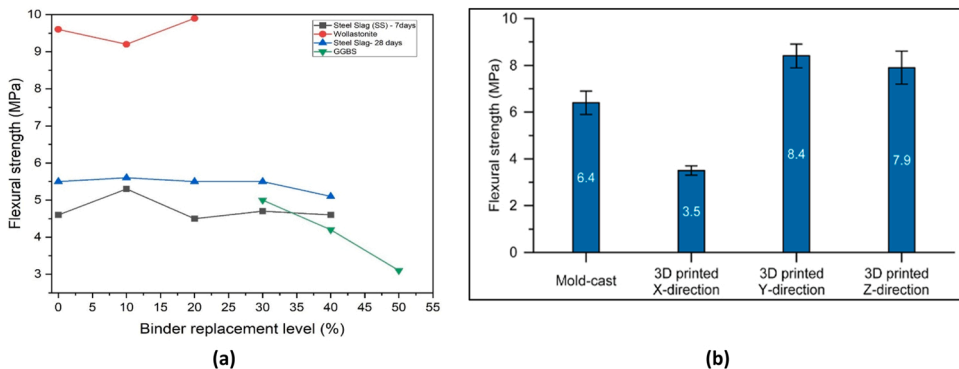 10
9
8
7
6
5
4
3
Flexural strength (MPa)
Steel Slag (SS) - 7days
Wollastonite
Steel Slag- 28 days
GGBS
0 5 10 15 20 25 30 35 40 45 50 55
Binder replacement level (%)
(a)
10
8
6
4
2
0
Flexural strength (MPa)
6.4
3.5
8.4
7.9
Mold-cast
3D printed
X-direction
3D printed
Y-direction
3D printed
Z-direction
(b)